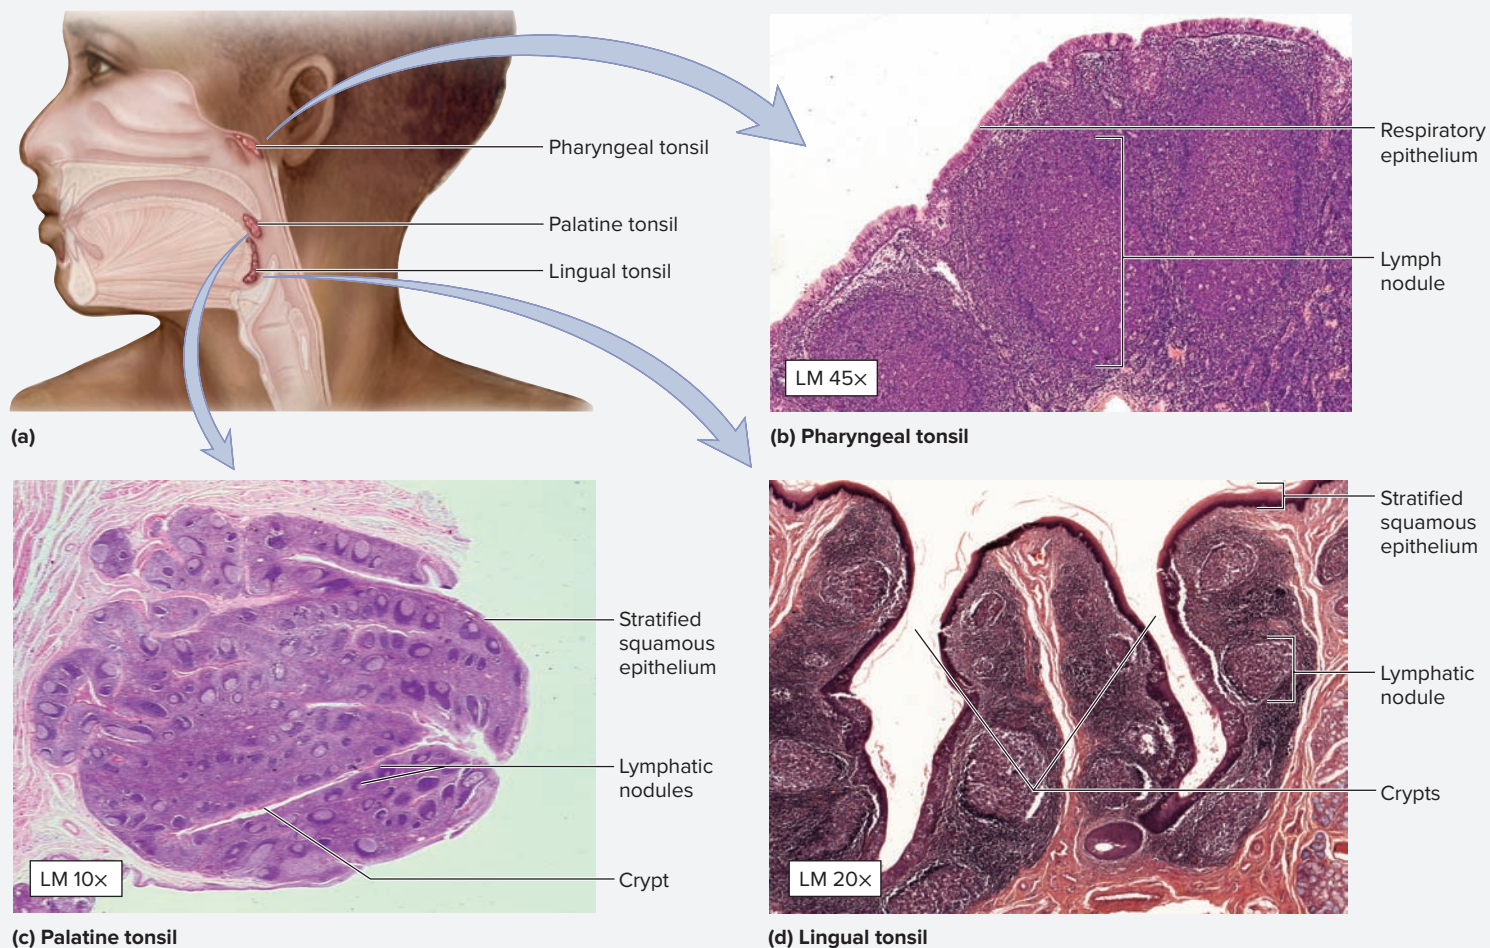 Pharyngeal tonsil
Palatine tonsil
Lingual tonsil
(a)
Respiratory
epithelium
Lymph
nodule
LM 45×
(b) Pharyngeal tonsil
Stratified
squamous
epithelium
Lymphatic
nodules
Crypt
LM 10×
(c) Palatine tonsil
Stratified
squamous
epithelium
Lymphatic
nodule
Crypts
LM 20×
(d) Lingual tonsil